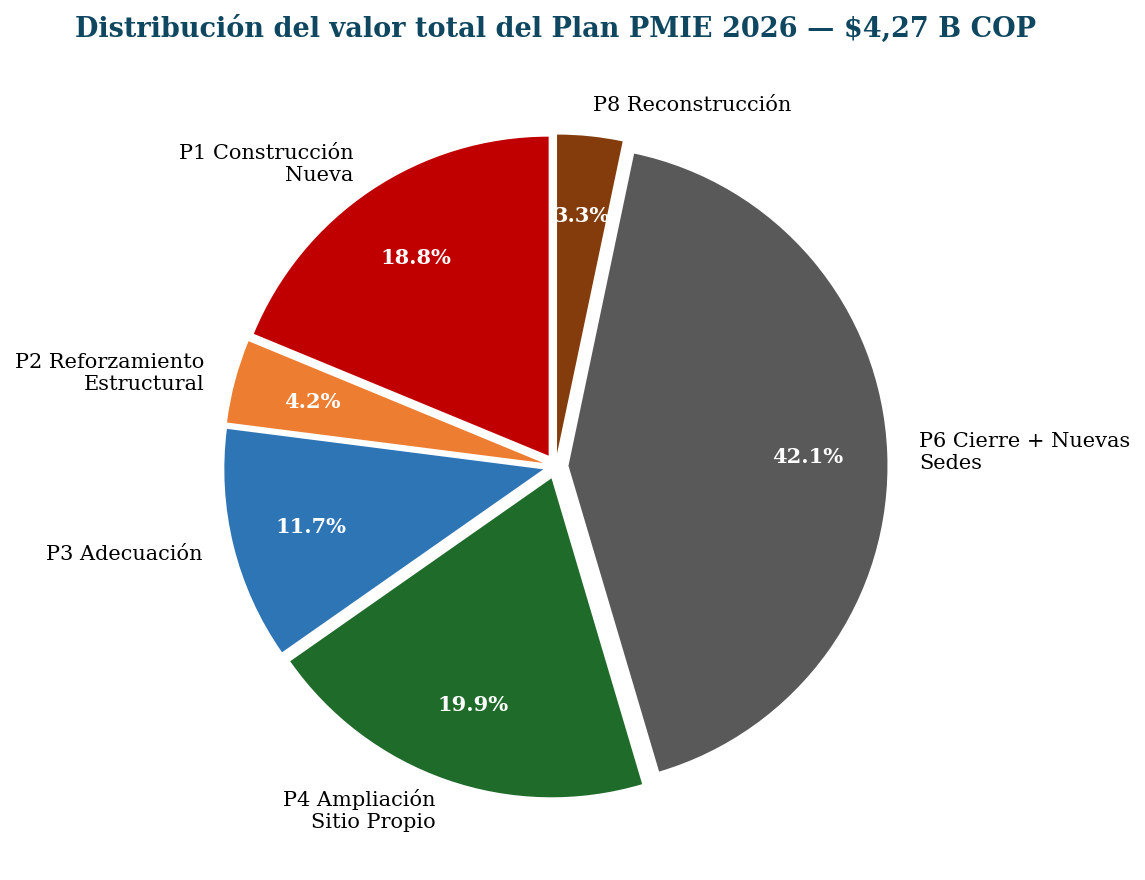 Distribución del valor total del Plan PMIE 2026 — $4,27 B COP
P8 Reconstrucción
P1 Construcción
Nueva
3.3%
18.8%
P2 Reforzamiento
Estructural
4.2%
P6 Cierre + Nuevas
Sedes
42.1%
11.7%
P3 Adecuación
19.9%
P4 Ampliación
Sitio Propio